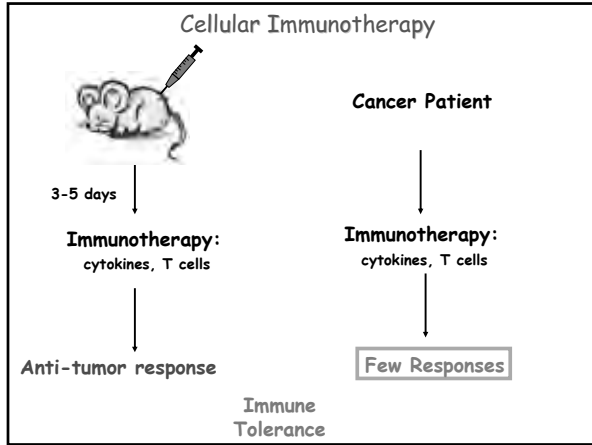 Cellular Immunotherapy
Cancer Patient
3-5 days
Immunotherapy:
cytokines, T cells
Immunotherapy:
cytokines, T cells
Anti-tumor response
Few Responses
Immune
Tolerance